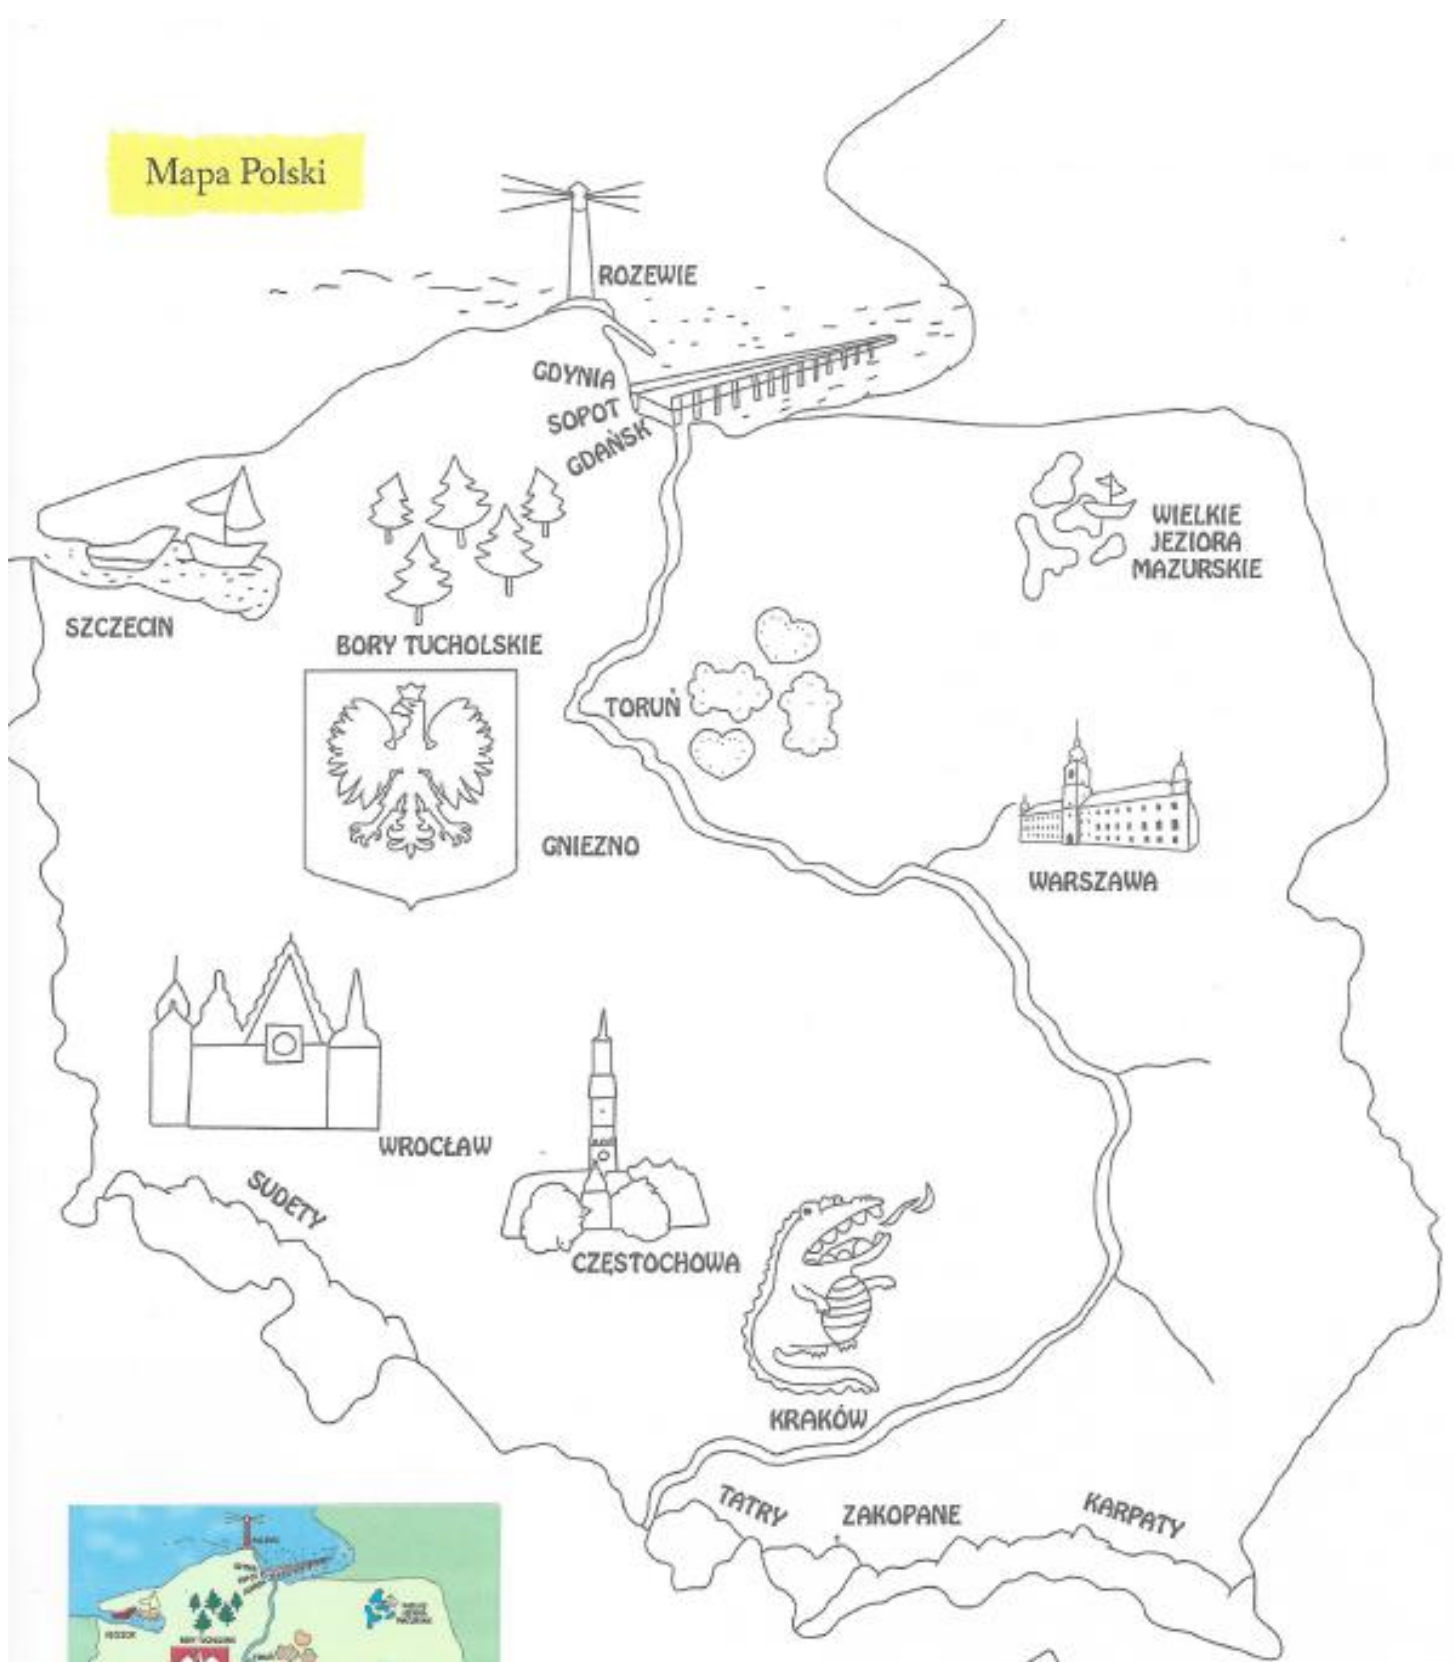 Mapa Polski
ROZEWIE
GDYNIA
SOPOT
GDAŃSK
WIELKIE
JEZIORA
MAZURSKIE
SZCZECIN
BORY TUCHOLSKIE
TORUŃ
GNIEZNO
WARSZAWA
WROCŁAW
SUDETY
CZĘSTOCHOWA
KRAKÓW
TATRY
ZAKOPANE
KARPATY